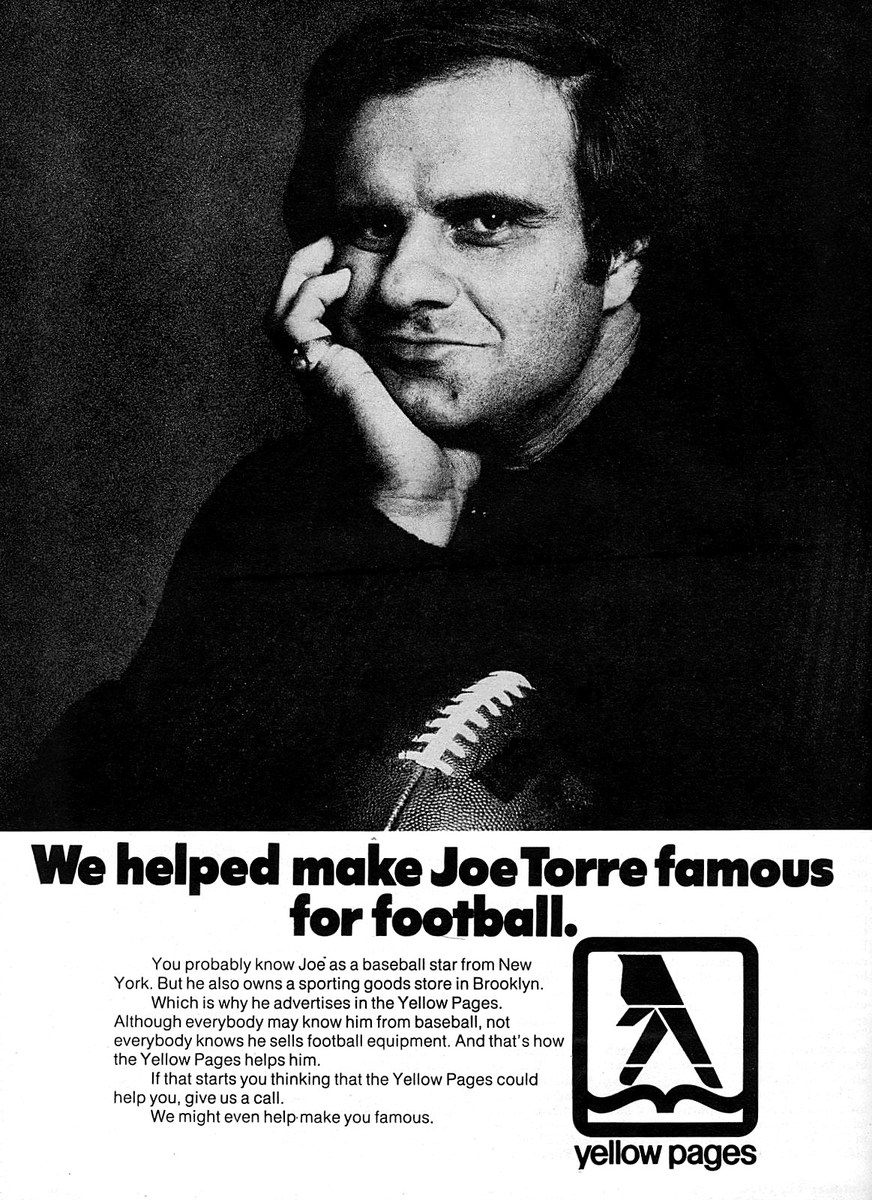 We helped make Joe Torre famous
for football.
You probably know Joe as a baseball star from New
York. But he also owns a sporting goods store in Brooklyn.
Which is why he advertises in the Yellow Pages.
Although everybody may know him from baseball, not
everybody knows he sells football equipment. And that's how
the Yellow Pages helps him.
If that starts you thinking that the Yellow Pages could
help you, give us a call.
We might even help make you famous.
yellow pages